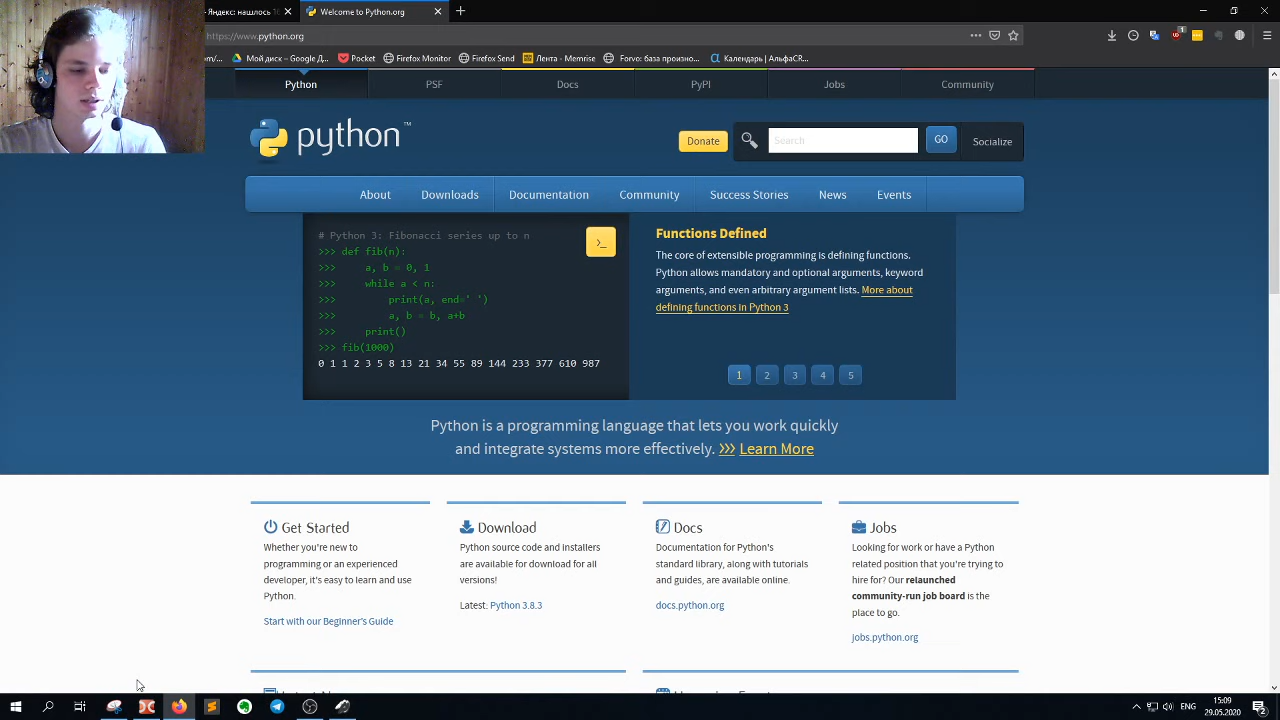 Яндекс: нашлось 1
Welcome to Python.org
https://www.python.org
om/...
Мой диск – Google Д...
Pocket
Firefox Monitor
Firefox Send
Лента - Memrise
Forvo: база произно...
Календарь | АльфаCR...
Python
PSF
Docs
PyPI
Jobs
Community
python™
Donate
Search
GO
Socialize
About
Downloads
Documentation
Community
Success Stories
News
Events
# Python 3: Fibonacci series up to n
>>> def fib(n):
>>> a, b = 0, 1
>>> while a < n:
>>> print(a, end=' ')
>>> a, b = b, a+b
>>> print()
>>> fib(1000)
0 1 1 2 3 5 8 13 21 34 55 89 144 233 377 610 987
>_
Functions Defined
The core of extensible programming is defining functions.
Python allows mandatory and optional arguments, keyword
arguments, and even arbitrary argument lists. More about
defining functions in Python 3
1 2 3 4 5
Python is a programming language that lets you work quickly
and integrate systems more effectively. >>> Learn More
Get Started
Whether you're new to
programming or an experienced
developer, it's easy to learn and use
Python.
Start with our Beginner's Guide
Download
Python source code and installers
are available for download for all
versions!
Latest: Python 3.8.3
Docs
Documentation for Python's
standard library, along with tutorials
and guides, are available online.
docs.python.org
Jobs
Looking for work or have a Python
related position that you're trying to
hire for? Our relaunched
community-run job board is the
place to go.
jobs.python.org
ENG
15:09
29.05.2020
2